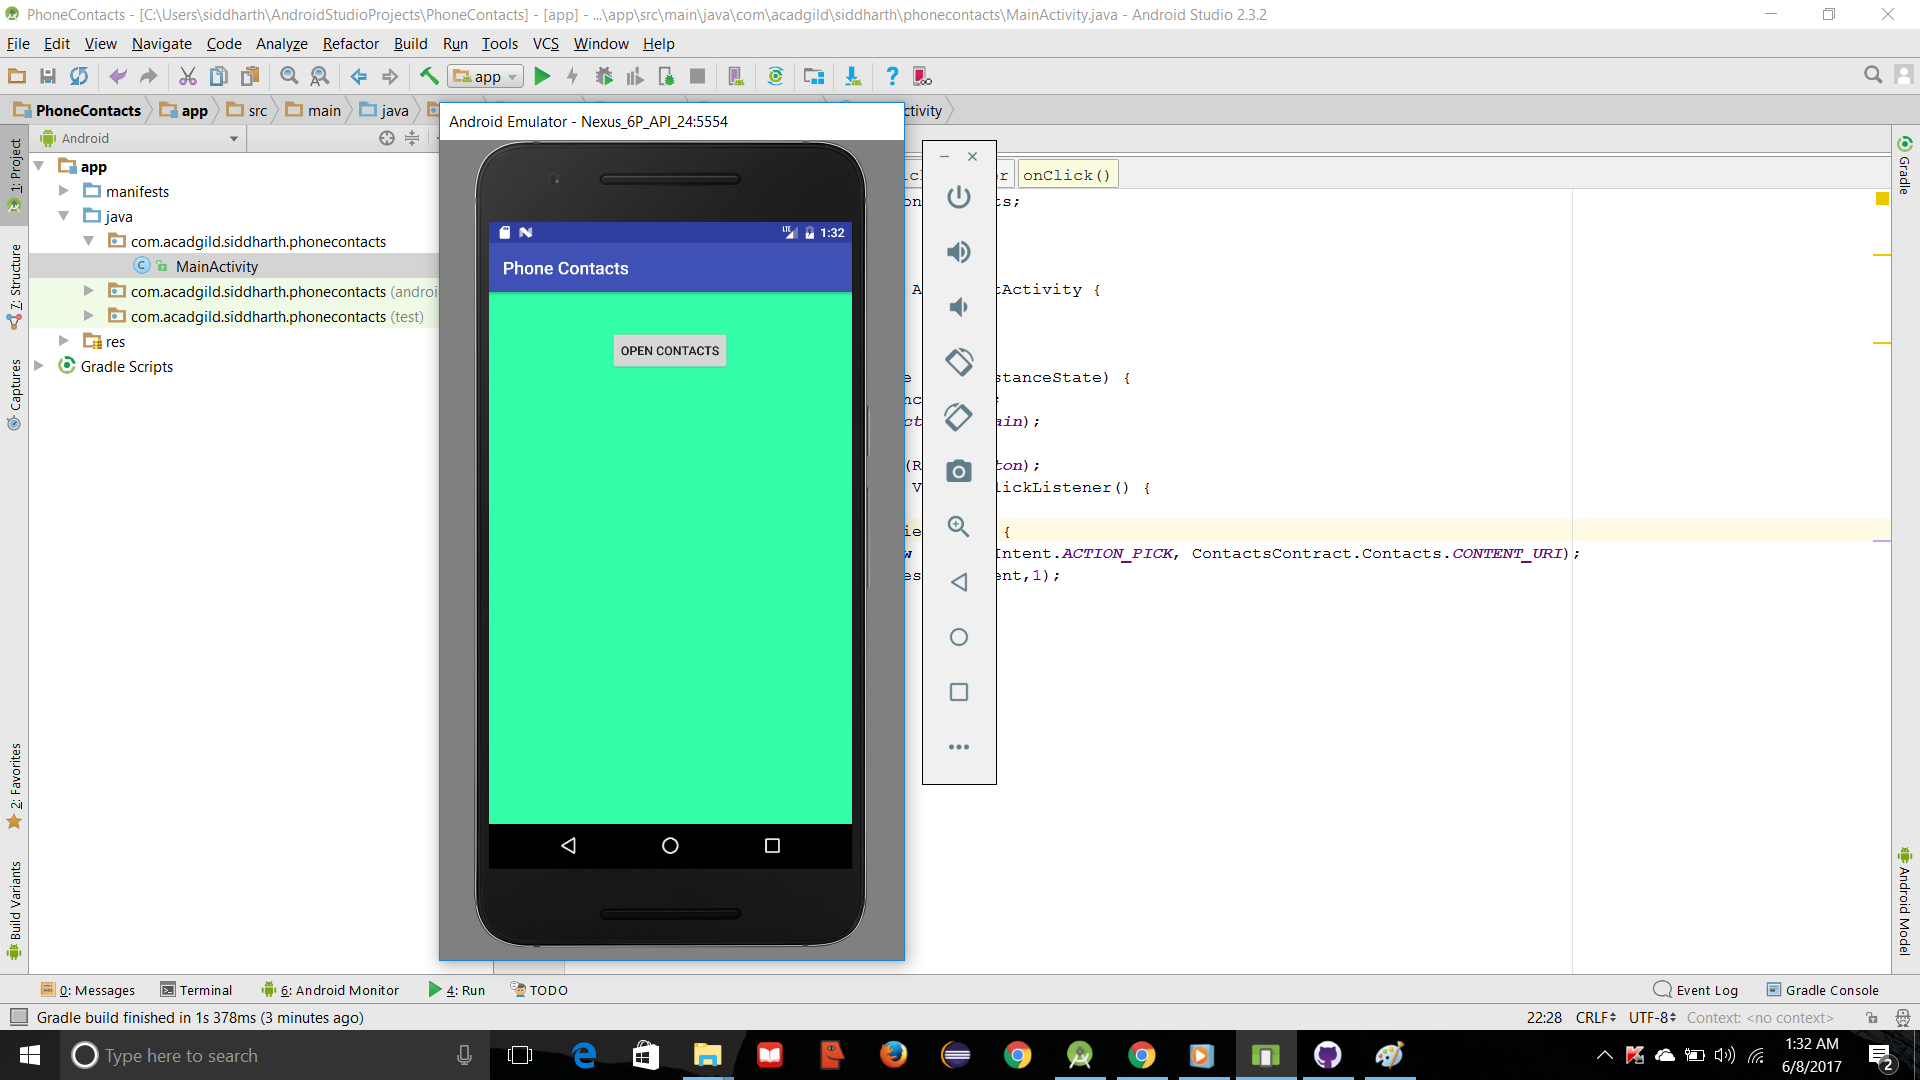 PhoneContacts - [C:\Users\siddharth\AndroidStudioProjects\PhoneContacts] - [app] - ...\app\src\main\java\com\acadgild\siddharth\phonecontacts\MainActivity.java - Android Studio 2.3.2
File Edit View Navigate Code Analyze Refactor Build Run Tools VCS Window Help
app
PhoneContacts app src main java ctivity
Android Emulator - Nexus_6P_API_24:5554
Android
1: Project
7: Structure
Captures
2: Favorites
Build Variants
app
manifests
java
com.acadgild.siddharth.phonecontacts
MainActivity
com.acadgild.siddharth.phonecontacts (androi
com.acadgild.siddharth.phonecontacts (test)
res
Gradle Scripts
LTE 1:32
Phone Contacts
OPEN CONTACTS
r onClick()
on s;
A tActivity {
e stanceState) {
nc ;
ct ain);
(R ton);
V lickListener() {
ie {
w Intent.ACTION_PICK, ContactsContract.Contacts.CONTENT_URI);
es ent,1);
Gradle
Android Model
0: Messages Terminal 6: Android Monitor 4: Run TODO Event Log Gradle Console
Gradle build finished in 1s 378ms (3 minutes ago) 22:28 CRLF UTF-8 Context: <no context>
Type here to search
1:32 AM
6/8/2017
2